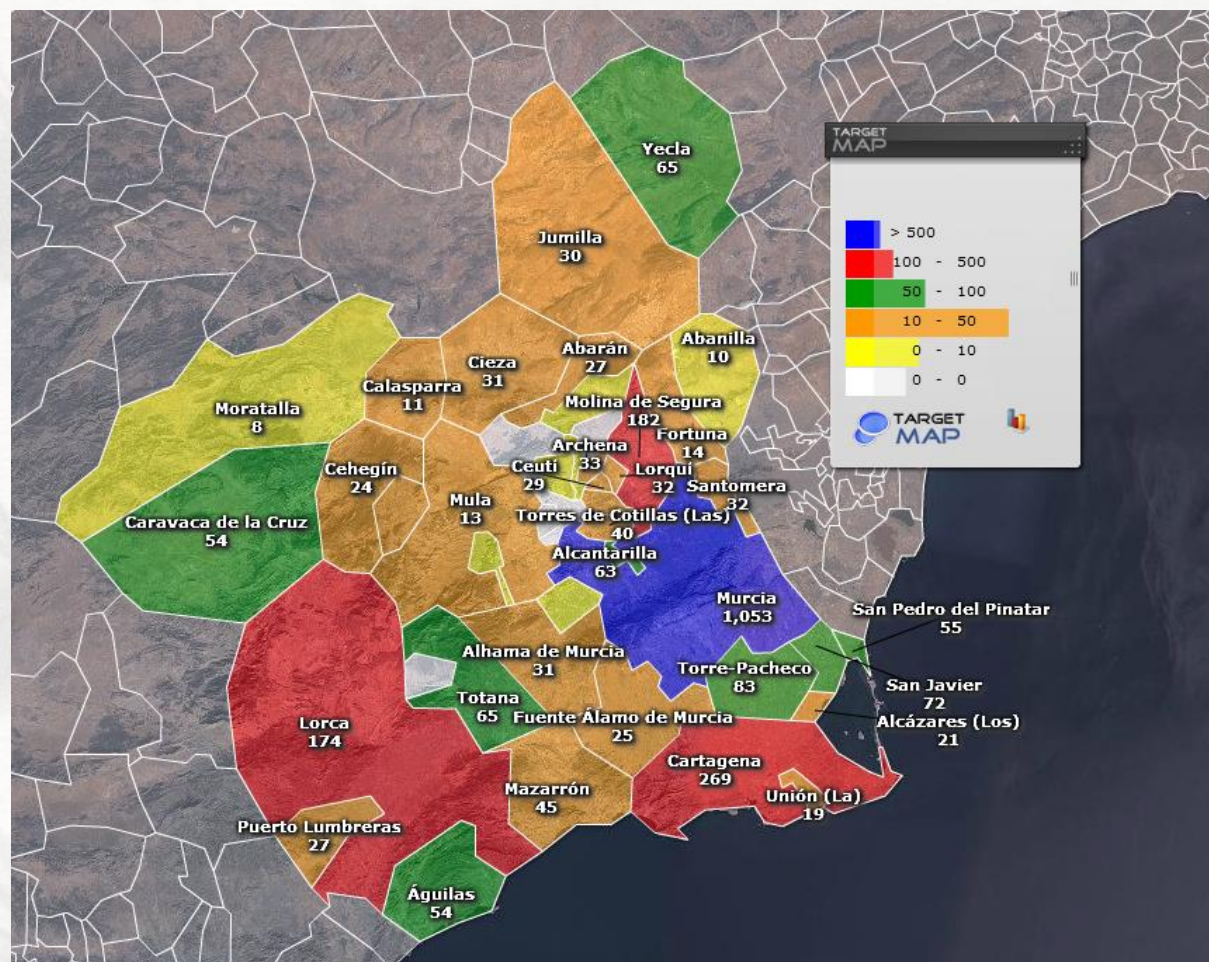 TARGET
MAP
> 500
100 - 500
50 - 100
10 - 50
0 - 10
0 - 0
TARGET
MAP
Yecla
65
Jumilla
30
Abanilla
10
Abarán
27
Cieza
31
Calasparra
11
Moratalla
8
Molina de Segura
182
Fortuna
14
Archena
33
Ceutí
29
Lorquí
32
Santomera
32
Cehegín
24
Mula
13
Torres de Cotillas (Las)
40
Caravaca de la Cruz
54
Alcantarilla
63
Murcia
1,053
San Pedro del Pinatar
55
Alhama de Murcia
31
Torre-Pacheco
83
San Javier
72
Totana
65
Fuente Álamo de Murcia
25
Alcázares (Los)
21
Lorca
174
Cartagena
269
Mazarrón
45
Unión (La)
19
Puerto Lumbreras
27
Águilas
54